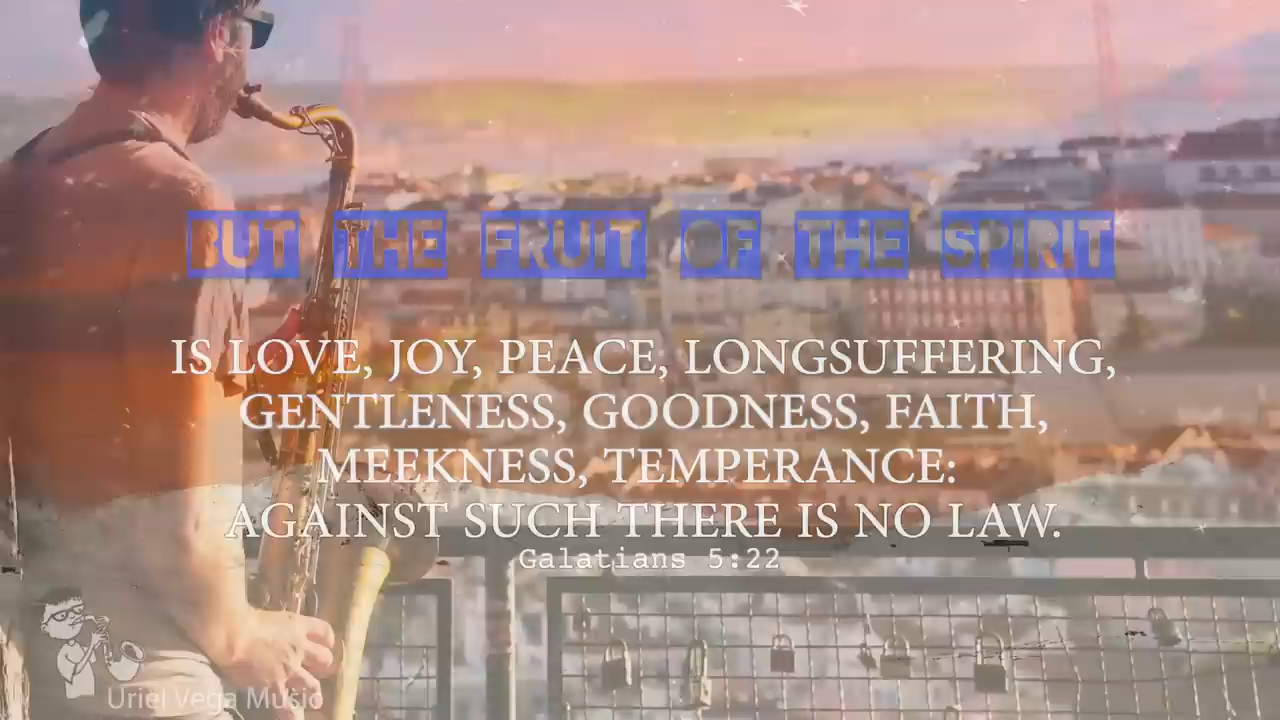 BUT THE FRUIT OF THE SPIRIT
IS LOVE, JOY, PEACE, LONGSUFFERING,
GENTLENESS, GOODNESS, FAITH,
MEEKNESS, TEMPERANCE:
AGAINST SUCH THERE IS NO LAW.
Galatians 5:22
Uriel Vega Music